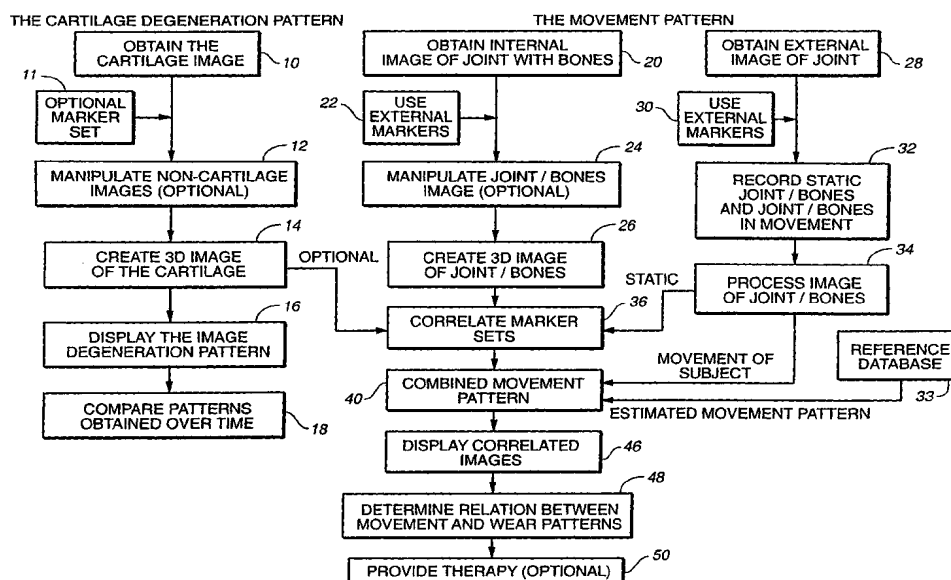 THE CARTILAGE DEGENERATION PATTERN
OBTAIN THE
CARTILAGE IMAGE
10
11
OPTIONAL
MARKER
SET
12
MANIPULATE NON-CARTILAGE
IMAGES (OPTIONAL)
14
CREATE 3D IMAGE
OF THE CARTILAGE
OPTIONAL
16
DISPLAY THE IMAGE
DEGENERATION PATTERN
COMPARE PATTERNS
OBTAINED OVER TIME
18
THE MOVEMENT PATTERN
OBTAIN INTERNAL
IMAGE OF JOINT WITH BONES
20
22
USE
EXTERNAL
MARKERS
24
MANIPULATE JOINT / BONES
IMAGE (OPTIONAL)
26
CREATE 3D IMAGE
OF JOINT / BONES
36
CORRELATE MARKER
SETS
40
COMBINED MOVEMENT
PATTERN
DISPLAY CORRELATED
IMAGES
46
48
DETERMINE RELATION BETWEEN
MOVEMENT AND WEAR PATTERNS
50
PROVIDE THERAPY (OPTIONAL)
OBTAIN EXTERNAL
IMAGE OF JOINT
28
30
USE
EXTERNAL
MARKERS
32
RECORD STATIC
JOINT / BONES
AND JOINT / BONES
IN MOVEMENT
34
PROCESS IMAGE
OF JOINT / BONES
STATIC
MOVEMENT OF
SUBJECT
REFERENCE
DATABASE
33
ESTIMATED MOVEMENT PATTERN